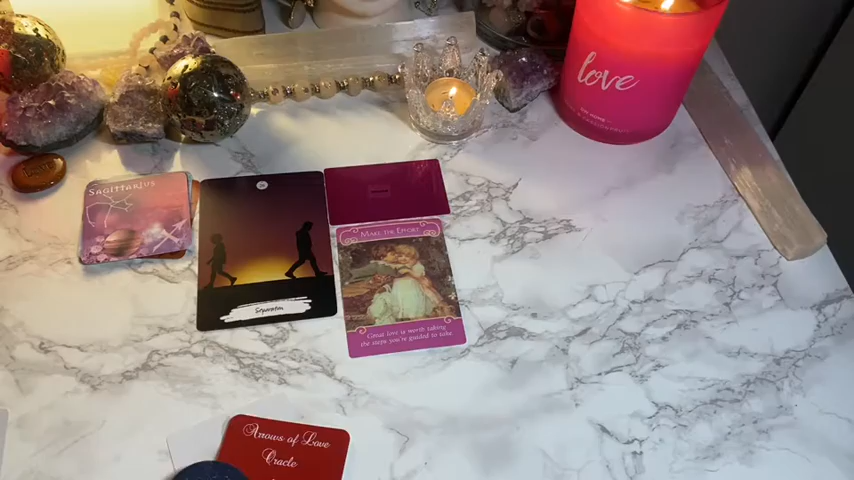 love
SAGITTARIUS
Separation
MAKE THE EFFORT
Great love is worth taking
the steps you're guided to take
Arrows of Love
Oracle